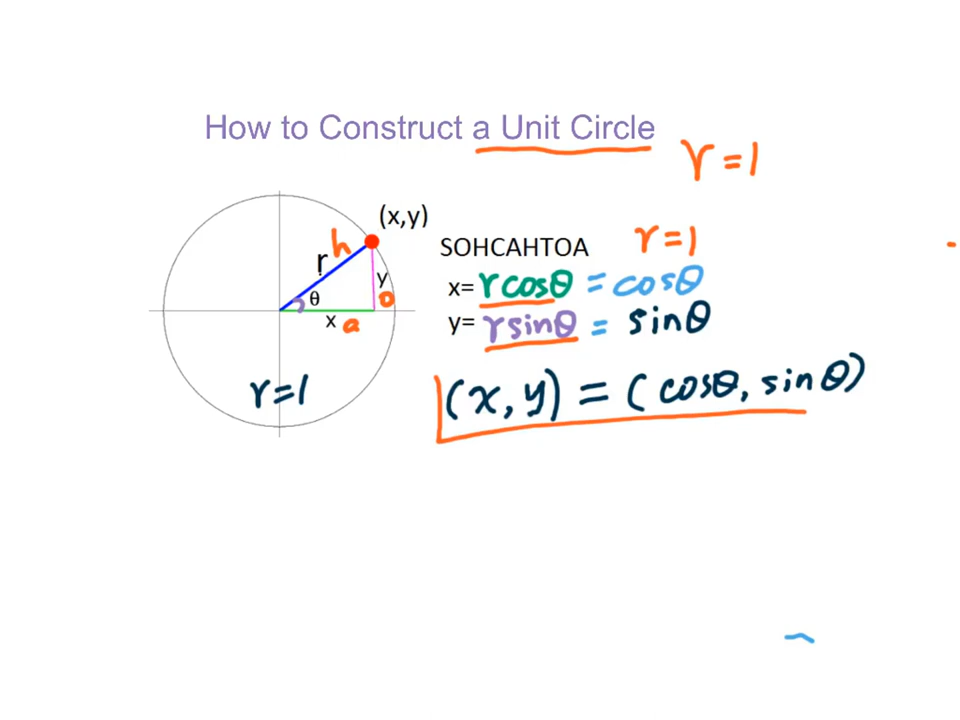 How to Construct a Unit Circle
r=1
(x,y)
h
r
y
θ
o
x a
r=1
SOHCAHTOA r=1
x= rcosθ = cosθ
y= rsinθ = sinθ
(x,y) = (cosθ, sinθ)